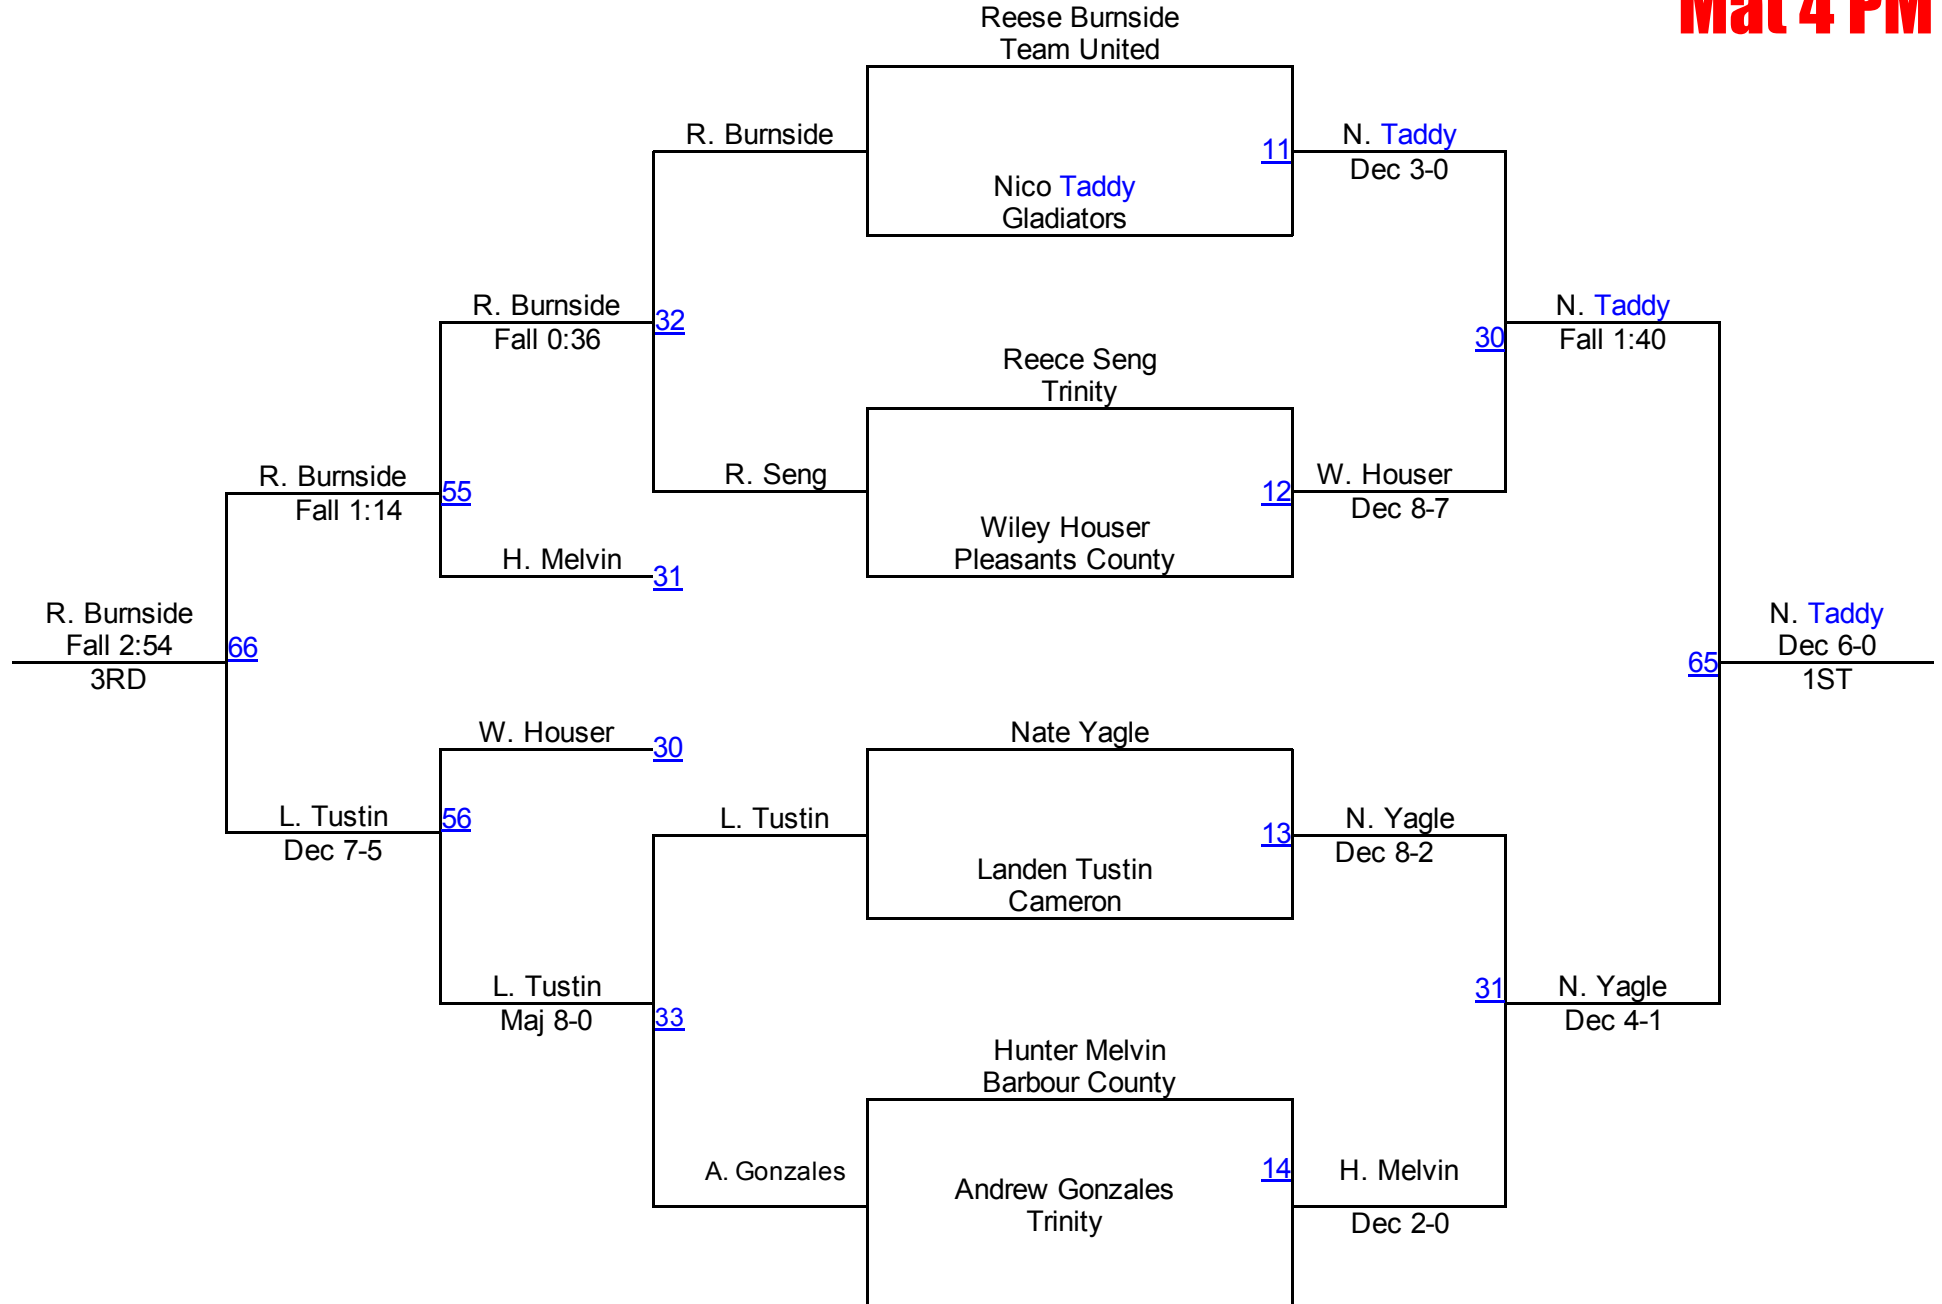 Mat 4 PM
Reese Burnside
Team United
R. Burnside
11
N. Taddy
Dec 3-0
Nico Taddy
Gladiators
R. Burnside
Fall 0:36
32
N. Taddy
Fall 1:40
30
Reece Seng
Trinity
R. Burnside
Fall 1:14
55
R. Seng
12
W. Houser
Dec 8-7
Wiley Houser
Pleasants County
H. Melvin
31
R. Burnside
Fall 2:54
3RD
66
N. Taddy
Dec 6-0
1ST
65
W. Houser
30
Nate Yagle
L. Tustin
Dec 7-5
56
L. Tustin
13
N. Yagle
Dec 8-2
Landen Tustin
Cameron
L. Tustin
Maj 8-0
33
31
N. Yagle
Dec 4-1
Hunter Melvin
Barbour County
A. Gonzales
14
H. Melvin
Dec 2-0
Andrew Gonzales
Trinity